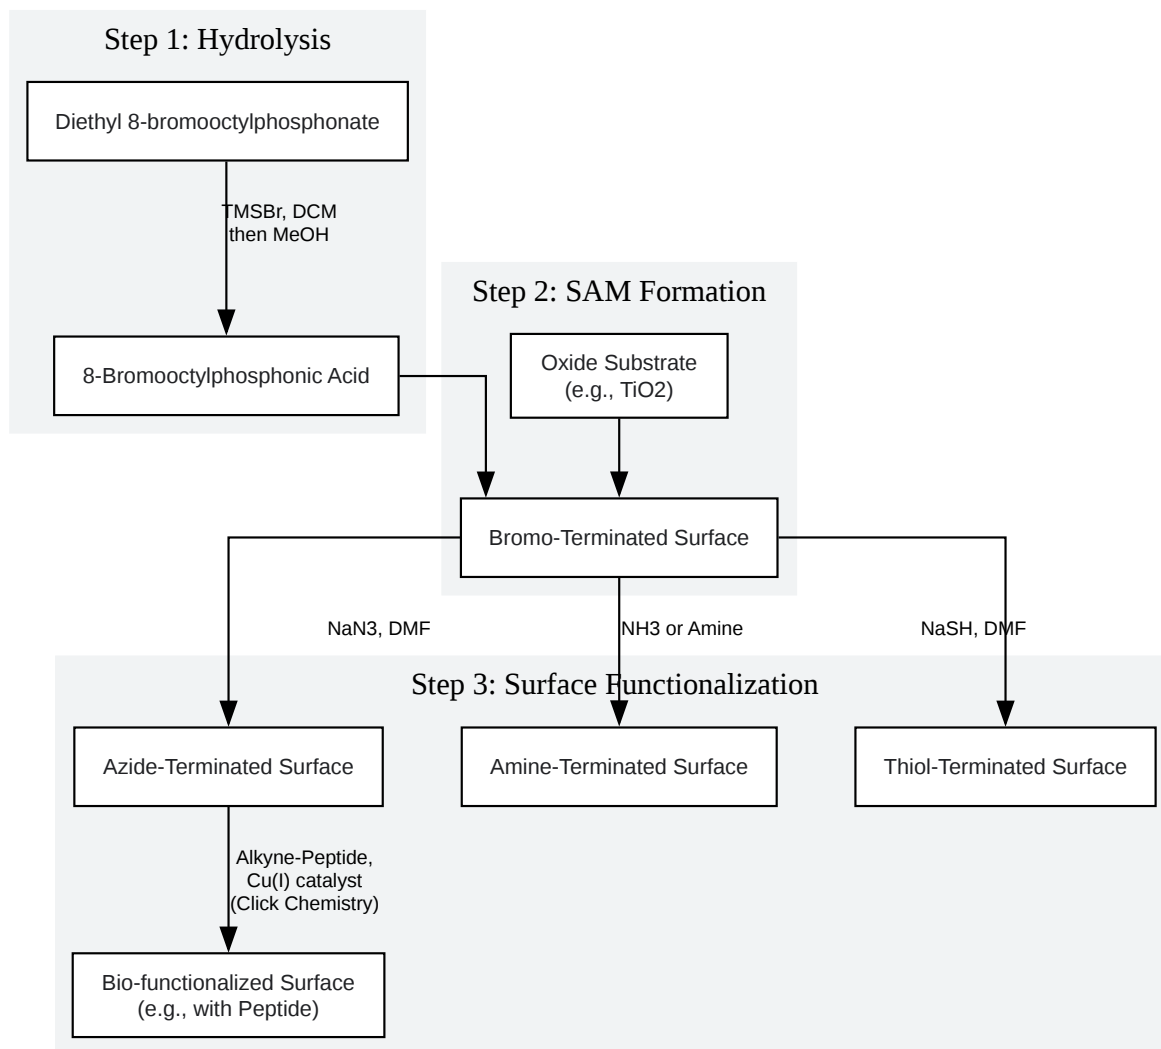 Step 1: Hydrolysis
Diethyl 8-bromooctylphosphonate
TMSBr, DCM
then MeOH
8-Bromooctylphosphonic Acid
Step 2: SAM Formation
Oxide Substrate
(e.g., TiO2)
Bromo-Terminated Surface
NaN3, DMF
NH3 or Amine
NaSH, DMF
Step 3: Surface Functionalization
Azide-Terminated Surface
Amine-Terminated Surface
Thiol-Terminated Surface
Alkyne-Peptide,
Cu(I) catalyst
(Click Chemistry)
Bio-functionalized Surface
(e.g., with Peptide)